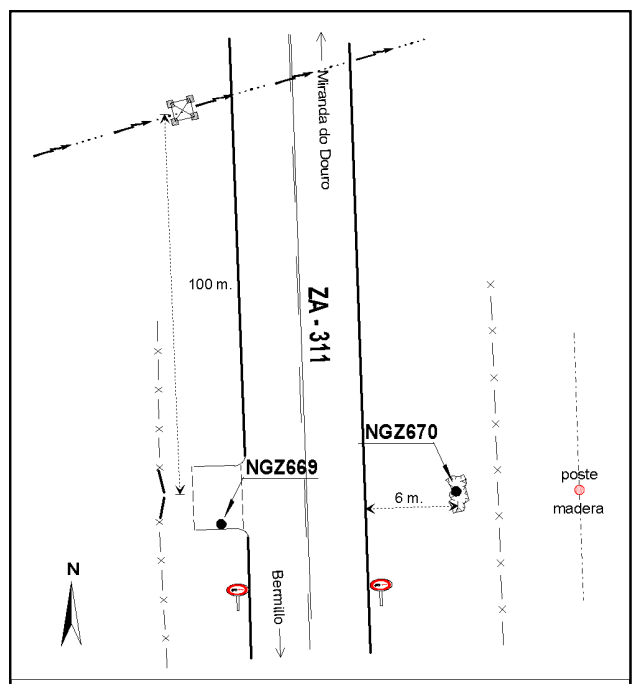 Miranda do Douro
100 m.
ZA - 311
NGZ670
NGZ669
poste
6 m.
madera
N
Bermillo